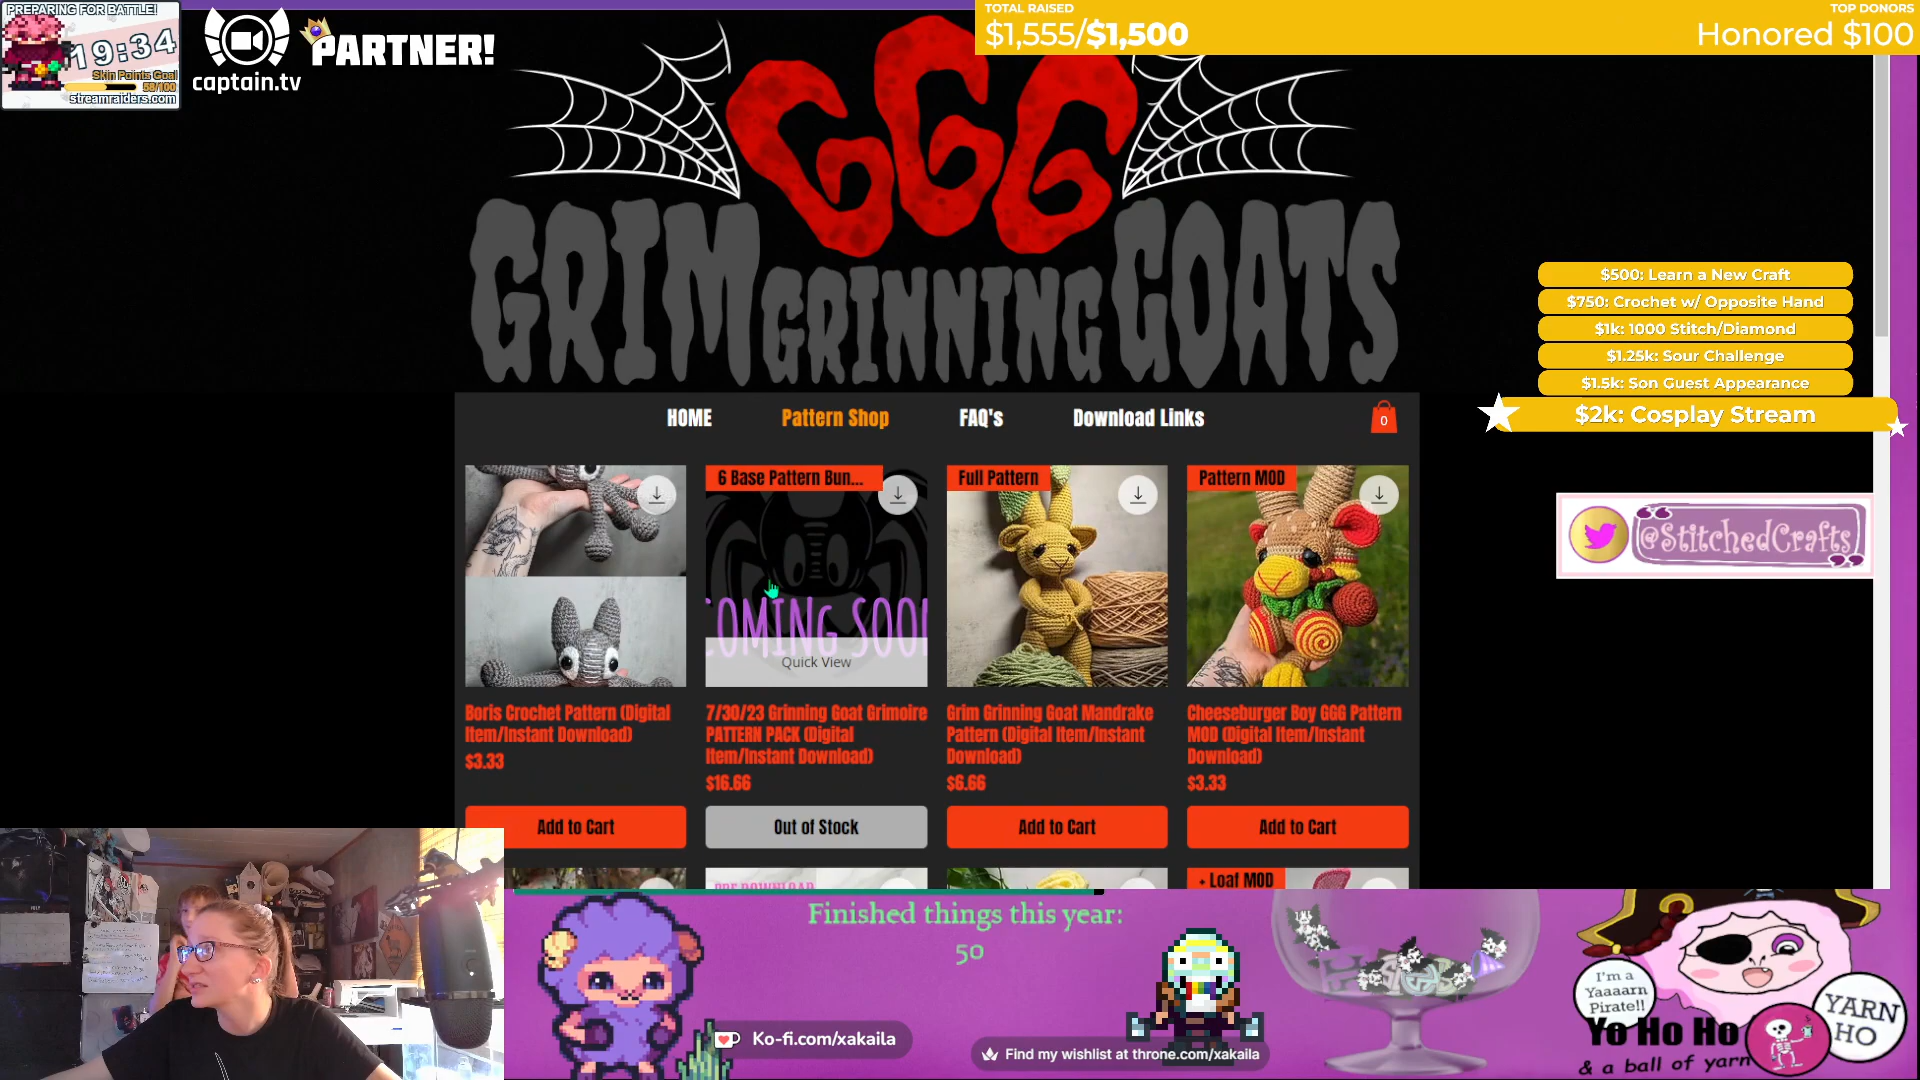 PREPARING FOR BATTLE!
19:34
Skin Points Goal
58/100
streamraiders.com
captain.tv
PARTNER!
TOTAL RAISED
$1,555/$1,500
TOP DONORS
Honored $100
GGG
GRIM GRINNING GOATS
$500: Learn a New Craft
$750: Crochet w/ Opposite Hand
$1k: 1000 Stitch/Diamond
$1.25k: Sour Challenge
$1.5k: Son Guest Appearance
$2k: Cosplay Stream
@StitchedCrafts
HOME
Pattern Shop
FAQ's
Download Links
0
6 Base Pattern Bun...
Full Pattern
Pattern MOD
COMING SOON
Quick View
Boris Crochet Pattern (Digital
Item/Instant Download)
$3.33
Add to Cart
7/30/23 Grinning Goat Grimoire
PATTERN PACK (Digital
Item/Instant Download)
$16.66
Out of Stock
Grim Grinning Goat Mandrake
Pattern (Digital Item/Instant
Download)
$6.66
Add to Cart
Cheeseburger Boy GGG Pattern
MOD (Digital Item/Instant
Download)
$3.33
Add to Cart
+ Loaf MOD
Finished things this year:
50
Ko-fi.com/xakaila
Find my wishlist at throne.com/xakaila
I'm a
Yaaaarn
Pirate!!
Yo Ho Ho
& a ball of yarn
YARN
HO